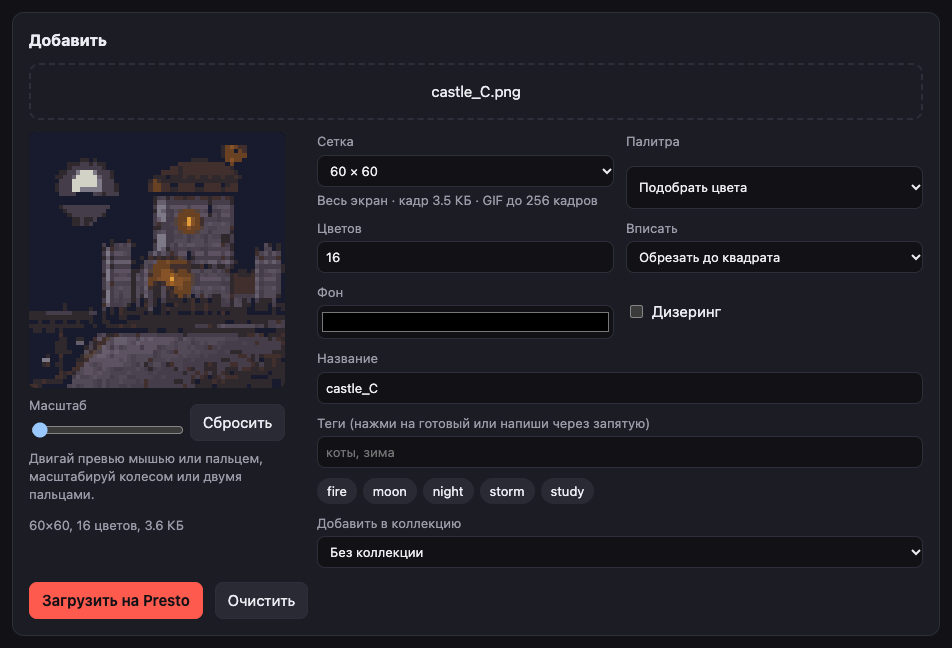 Добавить
castle_C.png
Сетка
60 × 60
Весь экран · кадр 3.5 КБ · GIF до 256 кадров
Палитра
Подобрать цвета
Цветов
16
Вписать
Обрезать до квадрата
Фон
Дизеринг
Название
castle_C
Теги (нажми на готовый или напиши через запятую)
коты, зима
fire moon night storm study
Добавить в коллекцию
Без коллекции
Масштаб
Сбросить
Двигай превью мышью или пальцем,
масштабируй колесом или двумя
пальцами.
60×60, 16 цветов, 3.6 КБ
Загрузить на Presto
Очистить